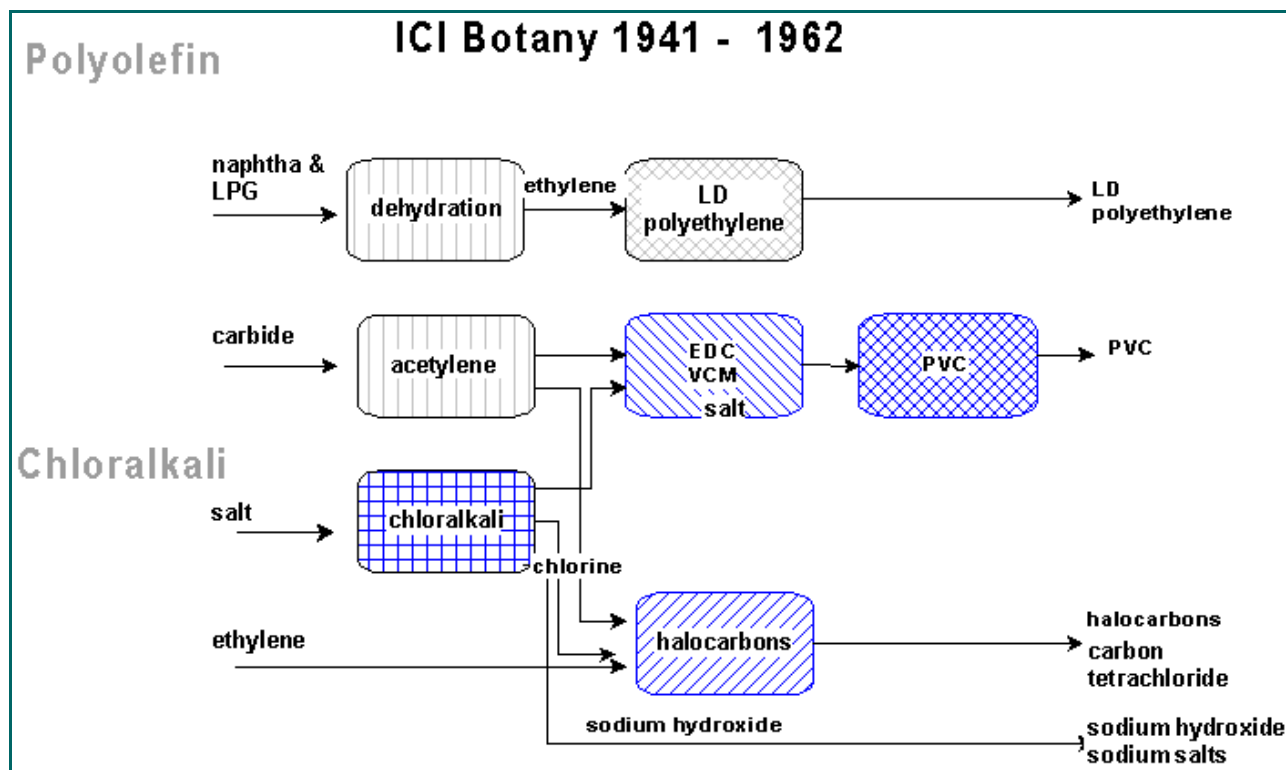 ICI Botany 1941 - 1962
Polyolefin
naphtha &
LPG
dehydration
ethylene
LD
polyethylene
LD
polyethylene
carbide
acetylene
EDC
VCM
salt
PVC
PVC
Chloralkali
salt
chloralkali
chlorine
ethylene
halocarbons
halocarbons
carbon
tetrachloride
sodium hydroxide
sodium hydroxide
sodium salts